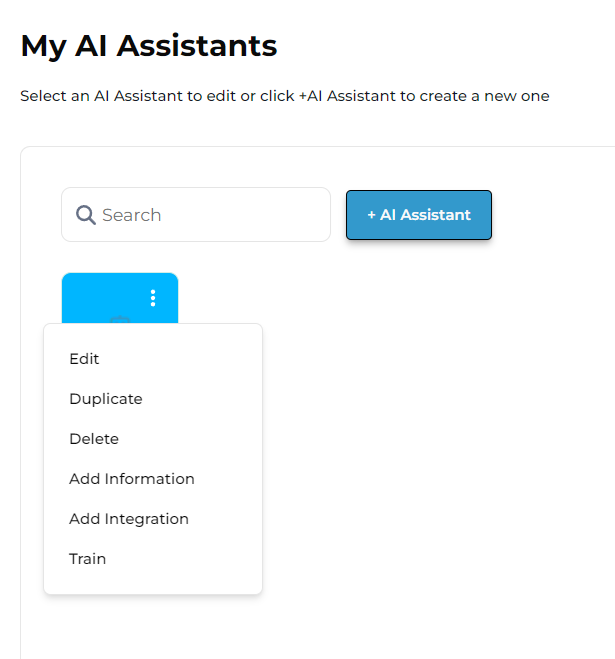 My AI Assistants
Select an AI Assistant to edit or click +AI Assistant to create a new one
Search
+ AI Assistant
Edit
Duplicate
Delete
Add Information
Add Integration
Train